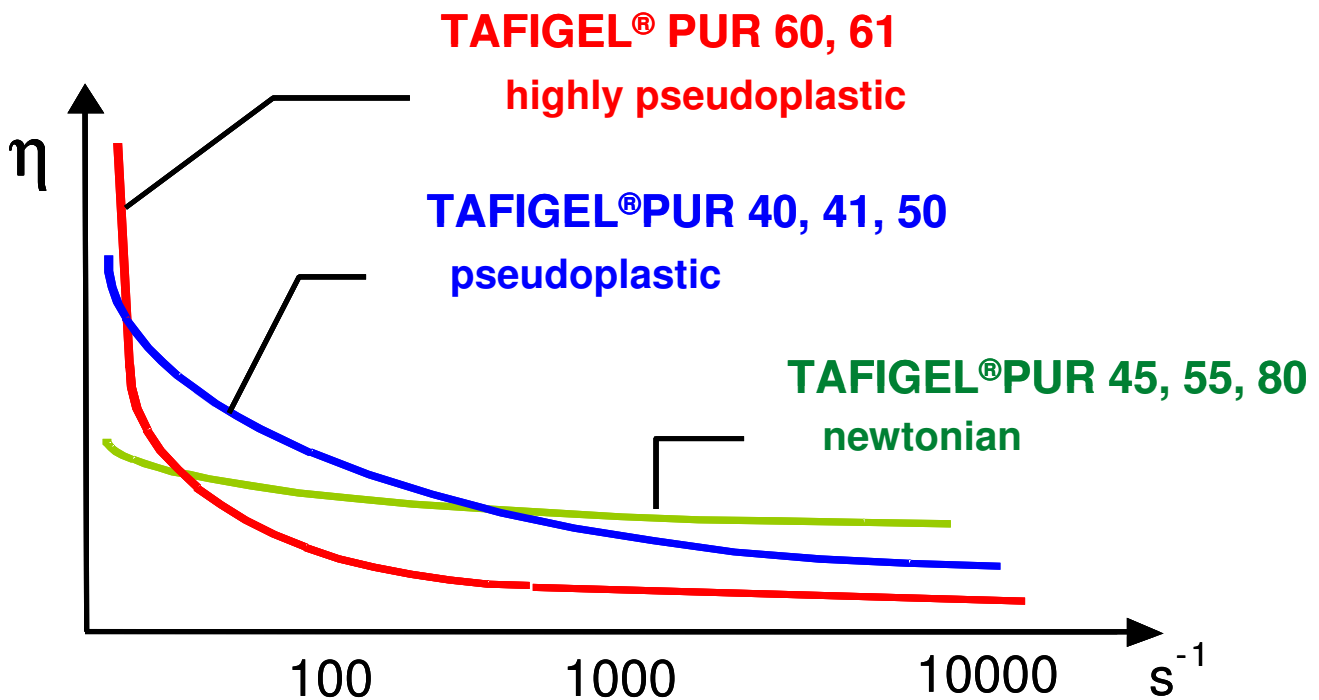 TAFIGEL® PUR 60, 61
highly pseudoplastic
η
TAFIGEL®PUR 40, 41, 50
pseudoplastic
TAFIGEL®PUR 45, 55, 80
newtonian
100 1000 10000 s⁻¹